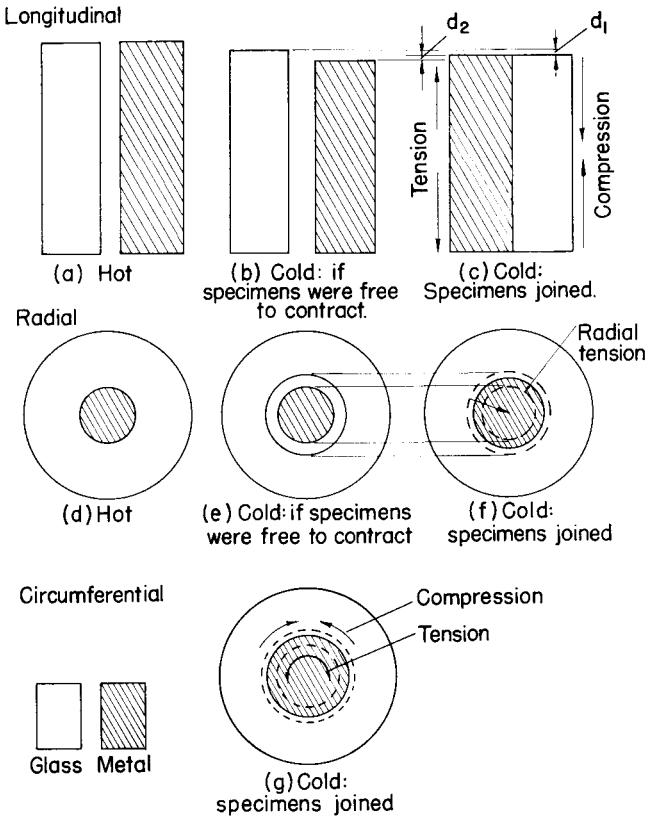 Longitudinal
d₂
d₁
Tension
Compression
(a) Hot
(b) Cold: if
specimens were free
to contract.
(c) Cold:
Specimens joined.
Radial
Radial
tension
(d) Hot
(e) Cold: if specimens
were free to contract
(f) Cold:
specimens joined
Circumferential
Compression
Tension
Glass
Metal
(g) Cold:
specimens joined